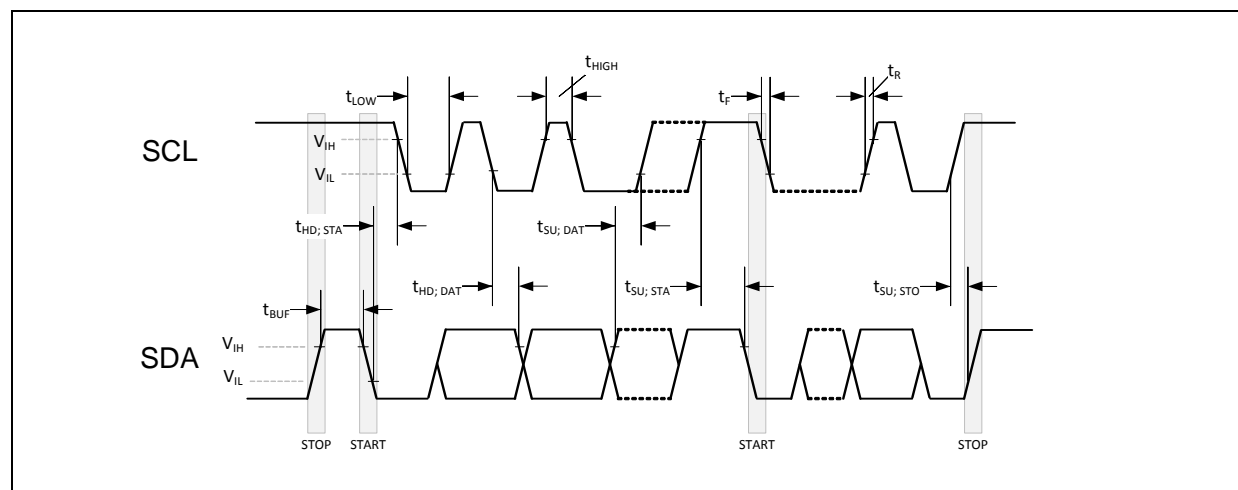 tHIGH
tR
tLOW
tF
SCL
VIH
VIL
tHD; STA
tSU; DAT
tHD; DAT
tSU; STA
tSU; STO
tBUF
SDA
VIH
VIL
STOP START START STOP